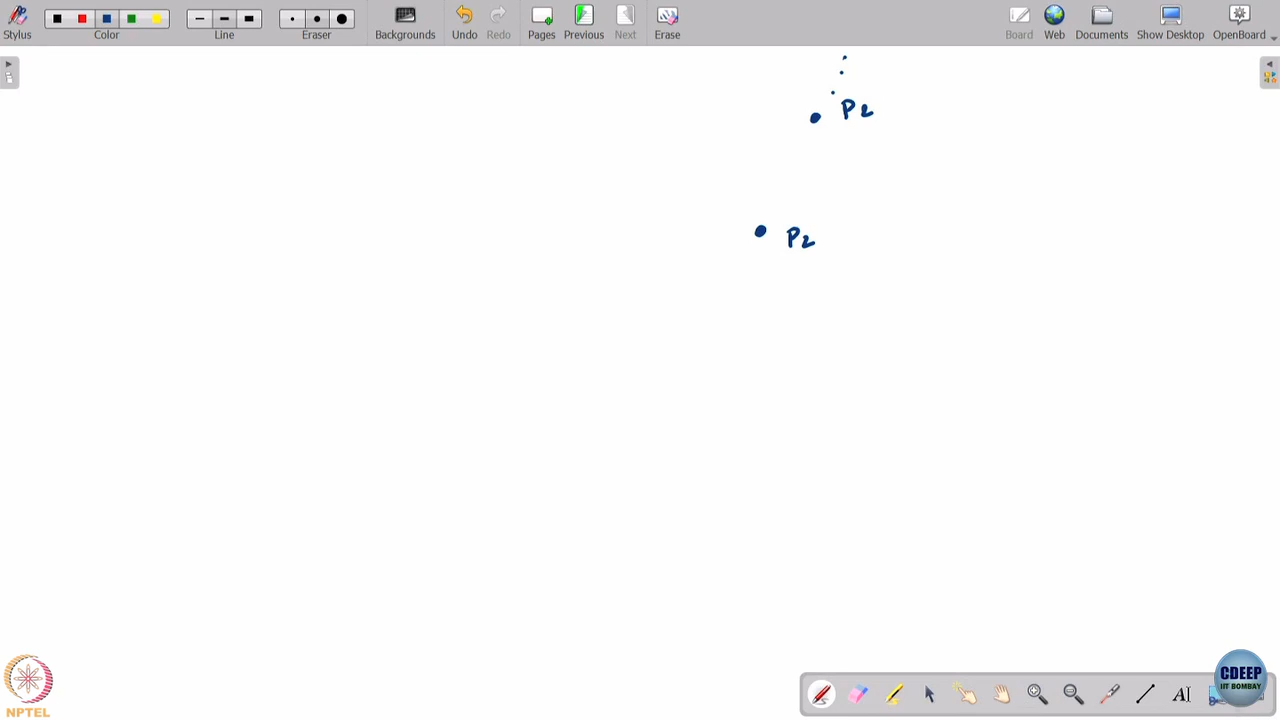 Stylus Color Line Eraser Backgrounds Undo Redo Pages Previous Next Erase Board Web Documents Show Desktop OpenBoard
P2
P2
NPTEL
CDEEP
IIT BOMBAY